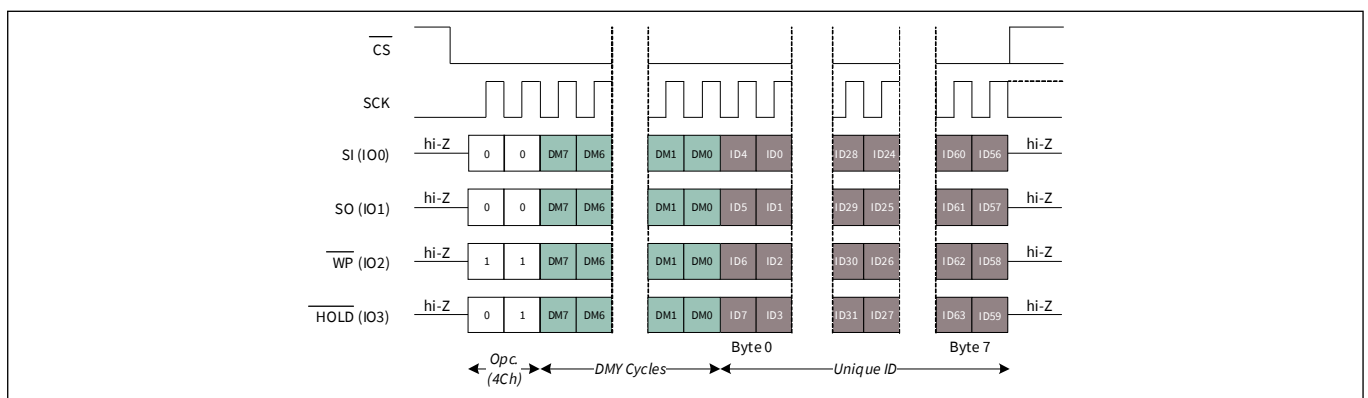 CS
SCK
SI (IO0) hi-Z 0 0 DM7 DM6 DM1 DM0 ID4 ID0 ID28 ID24 ID60 ID56 hi-Z
SO (IO1) hi-Z 0 0 DM7 DM6 DM1 DM0 ID5 ID1 ID29 ID25 ID61 ID57 hi-Z
WP (IO2) hi-Z 1 1 DM7 DM6 DM1 DM0 ID6 ID2 ID30 ID26 ID62 ID58 hi-Z
HOLD (IO3) hi-Z 0 1 DM7 DM6 DM1 DM0 ID7 ID3 ID31 ID27 ID63 ID59 hi-Z
Byte 0 Byte 7
Opc. (4Ch) DMY Cycles Unique ID